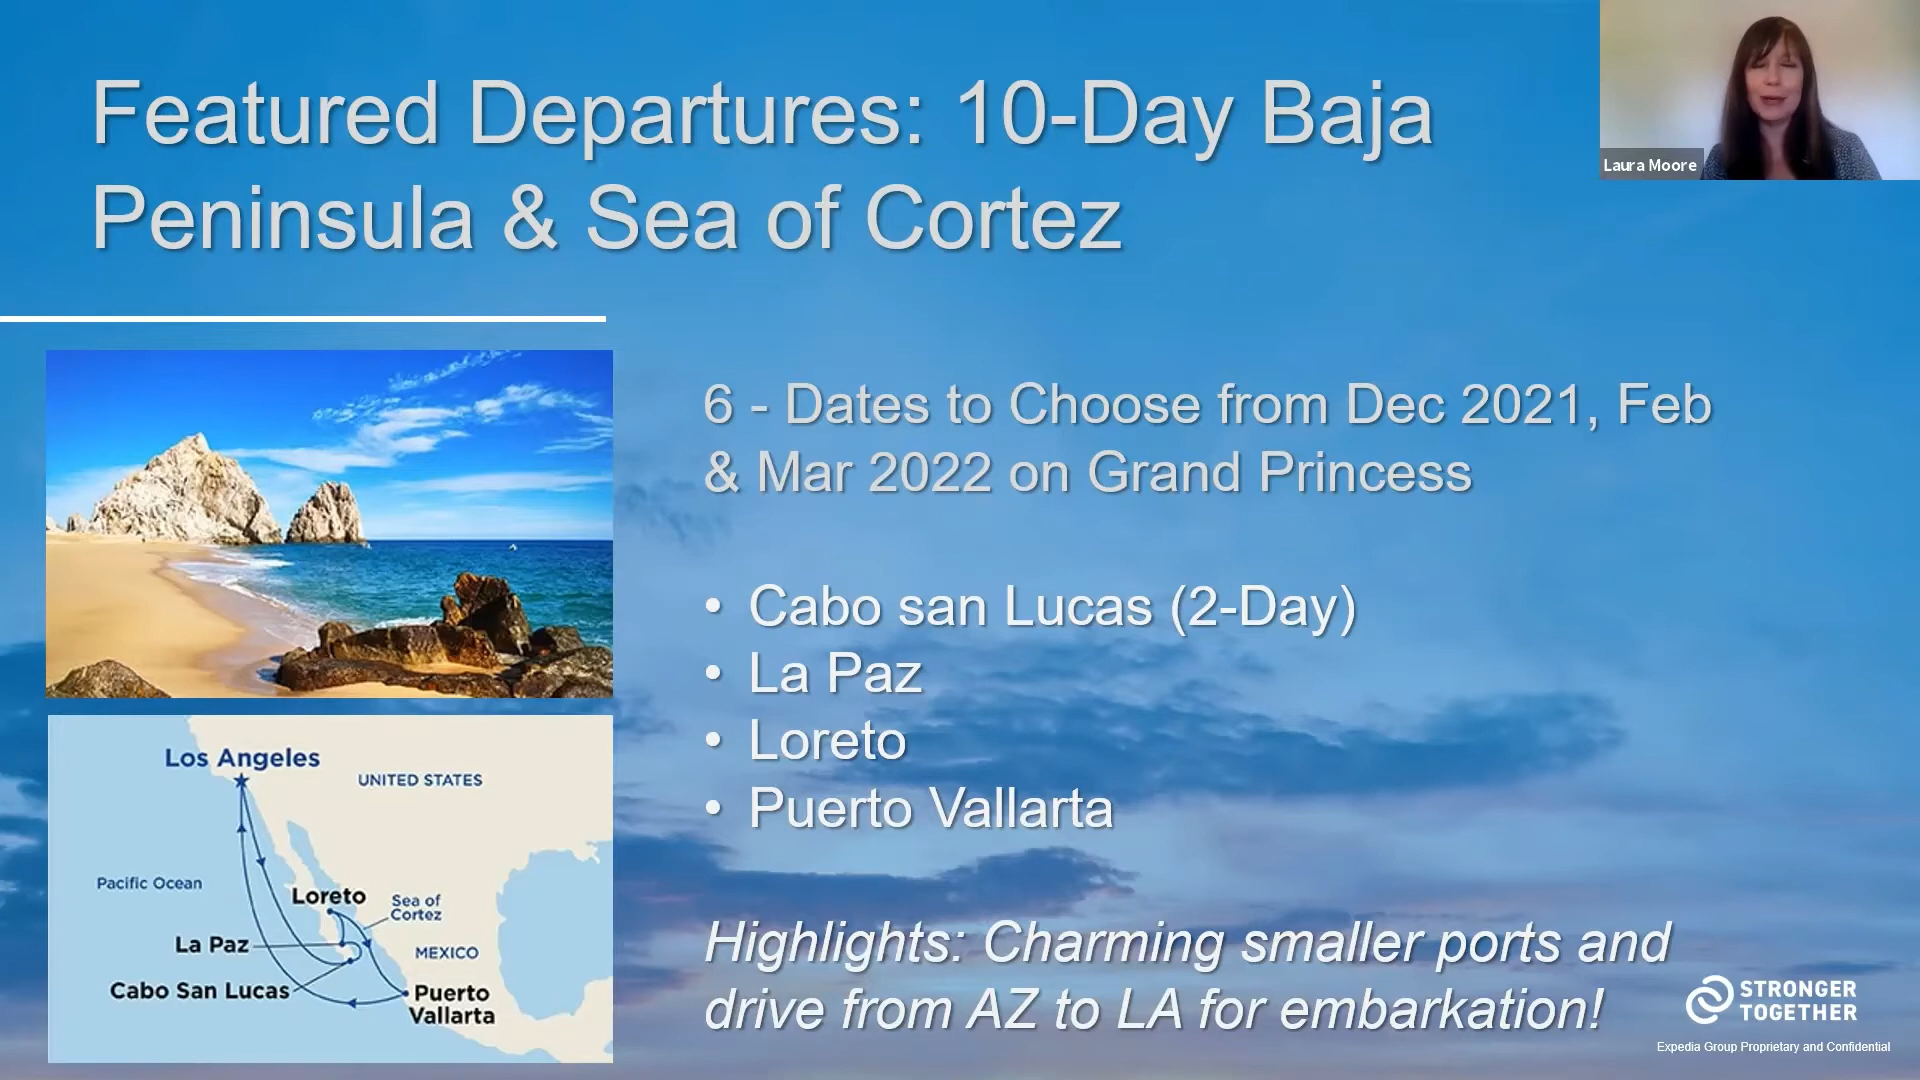 Featured Departures: 10-Day Baja
Peninsula & Sea of Cortez
Laura Moore
6 - Dates to Choose from Dec 2021, Feb
& Mar 2022 on Grand Princess
• Cabo san Lucas (2-Day)
• La Paz
• Loreto
• Puerto Vallarta
Highlights: Charming smaller ports and
drive from AZ to LA for embarkation!
Los Angeles
UNITED STATES
Pacific Ocean
Loreto
Sea of
Cortez
La Paz
MEXICO
Cabo San Lucas
Puerto
Vallarta
STRONGER
TOGETHER
Expedia Group Proprietary and Confidential